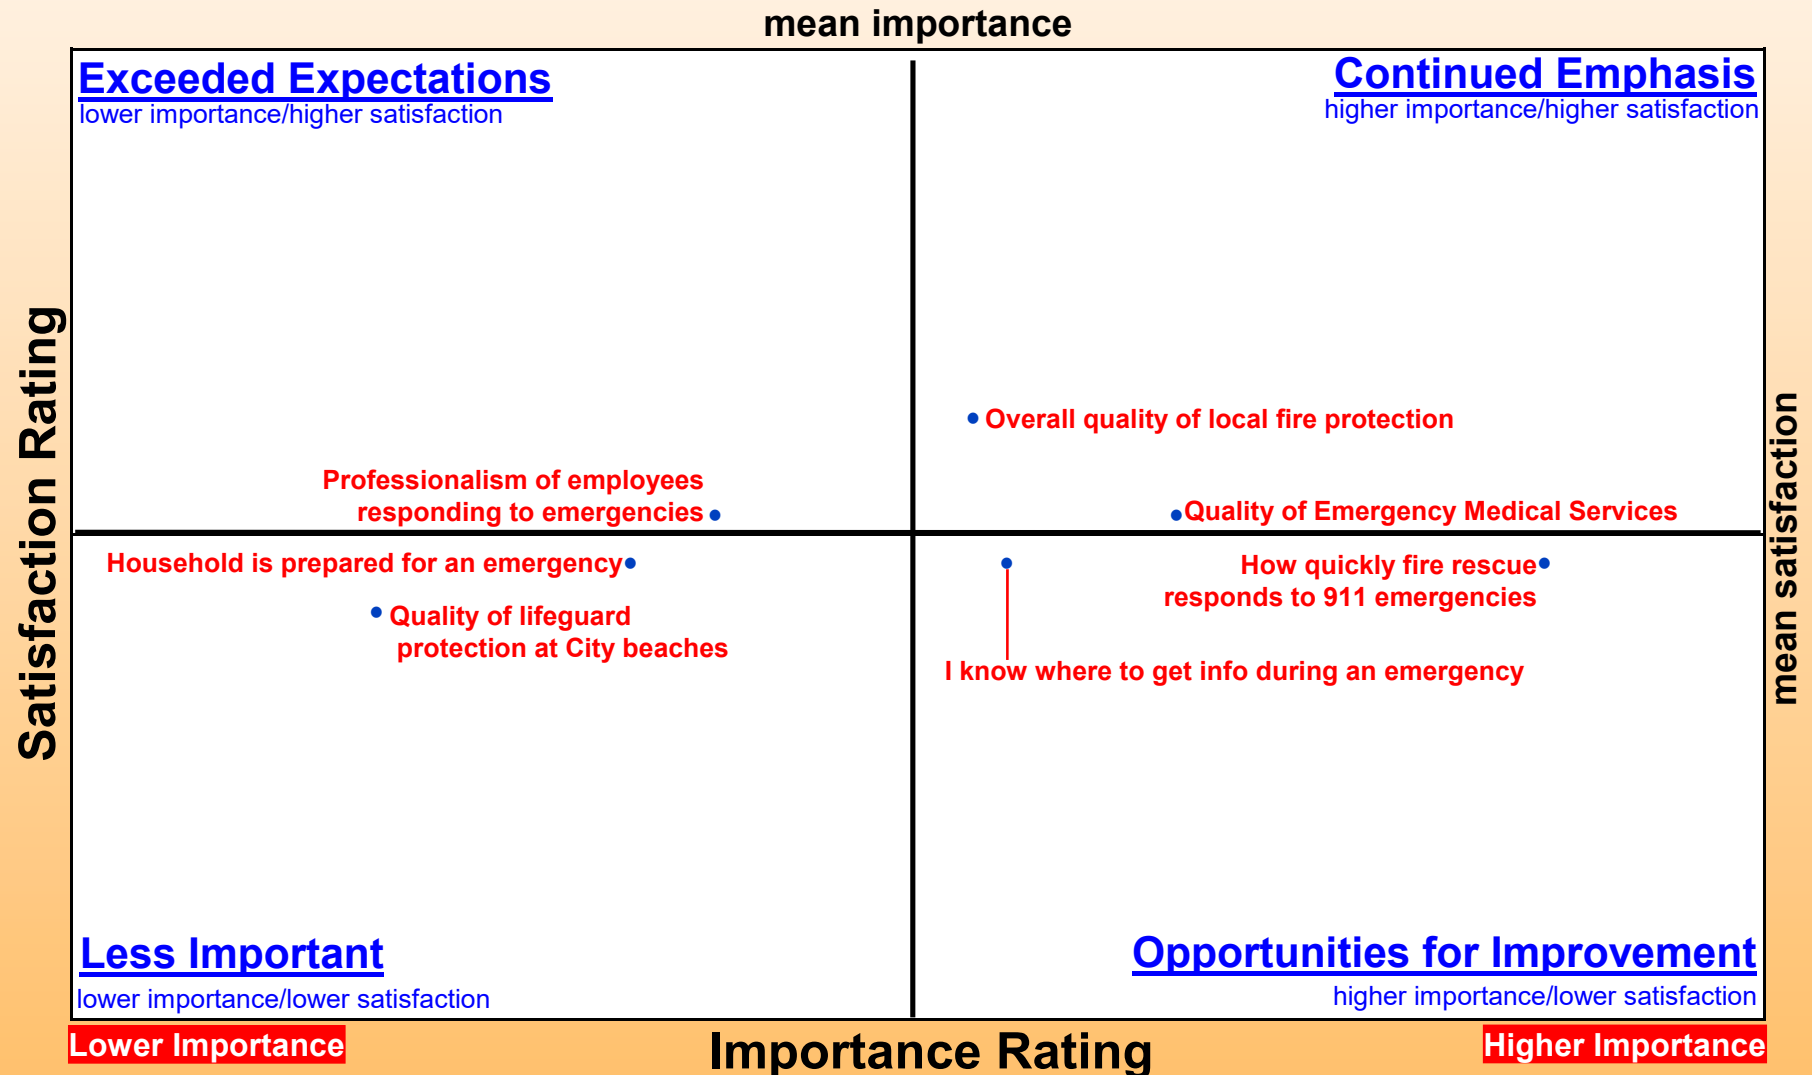 mean importance
Exceeded Expectations
lower importance/higher satisfaction
Continued Emphasis
higher importance/higher satisfaction
Satisfaction Rating
mean satisfaction
Overall quality of local fire protection
Professionalism of employees
responding to emergencies
Quality of Emergency Medical Services
Household is prepared for an emergency
How quickly fire rescue
responds to 911 emergencies
Quality of lifeguard
protection at City beaches
I know where to get info during an emergency
Less Important
lower importance/lower satisfaction
Opportunities for Improvement
higher importance/lower satisfaction
Lower Importance
Importance Rating
Higher Importance